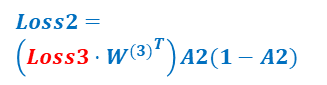 Loss2 =
(Loss3 · W^{(3)^T}) A2(1 − A2)